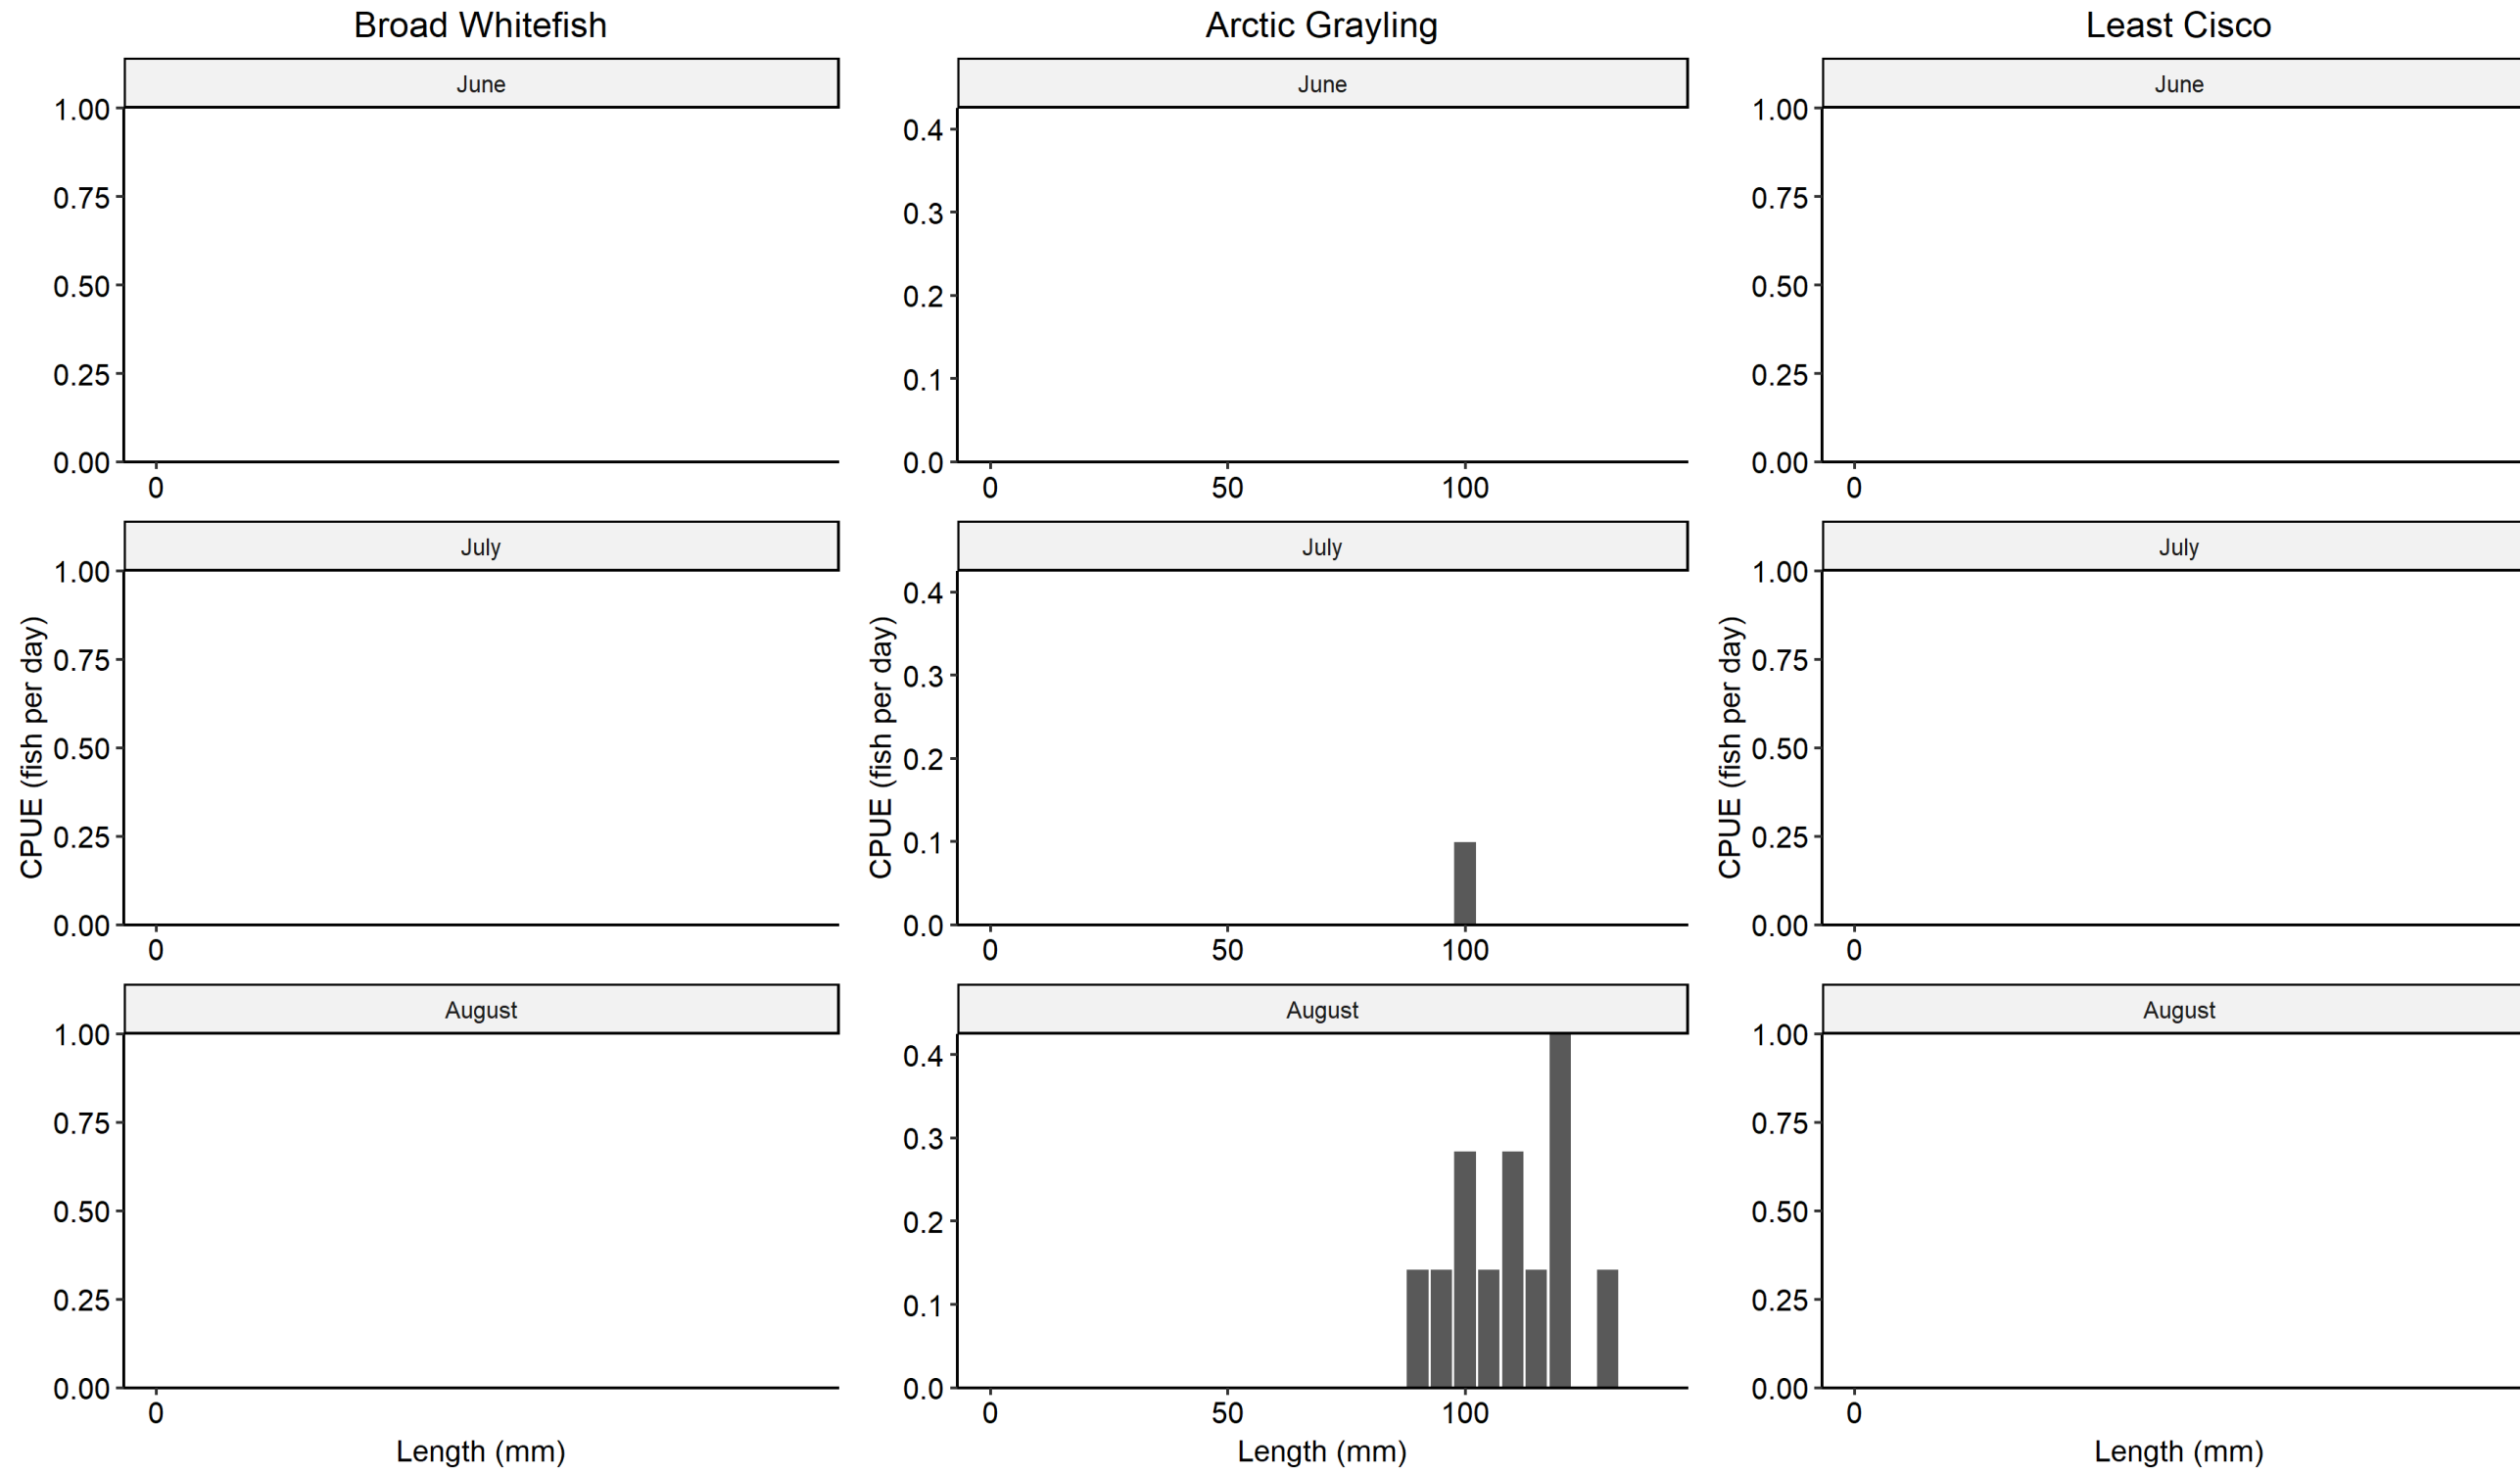 Broad Whitefish Arctic Grayling Least Cisco
June June June
1.00 0.4 1.00
0.75 0.3 0.75
0.50 0.2 0.50
0.25 0.1 0.25
0.00 0.0 0.00
0 0 50 100 0
July July July
CPUE (fish per day) CPUE (fish per day) CPUE (fish per day)
1.00 0.4 1.00
0.75 0.3 0.75
0.50 0.2 0.50
0.25 0.1 0.25
0.00 0.0 0.00
0 0 50 100 0
August August August
1.00 0.4 1.00
0.75 0.3 0.75
0.50 0.2 0.50
0.25 0.1 0.25
0.00 0.0 0.00
0 0 50 100 0
Length (mm) Length (mm) Length (mm)